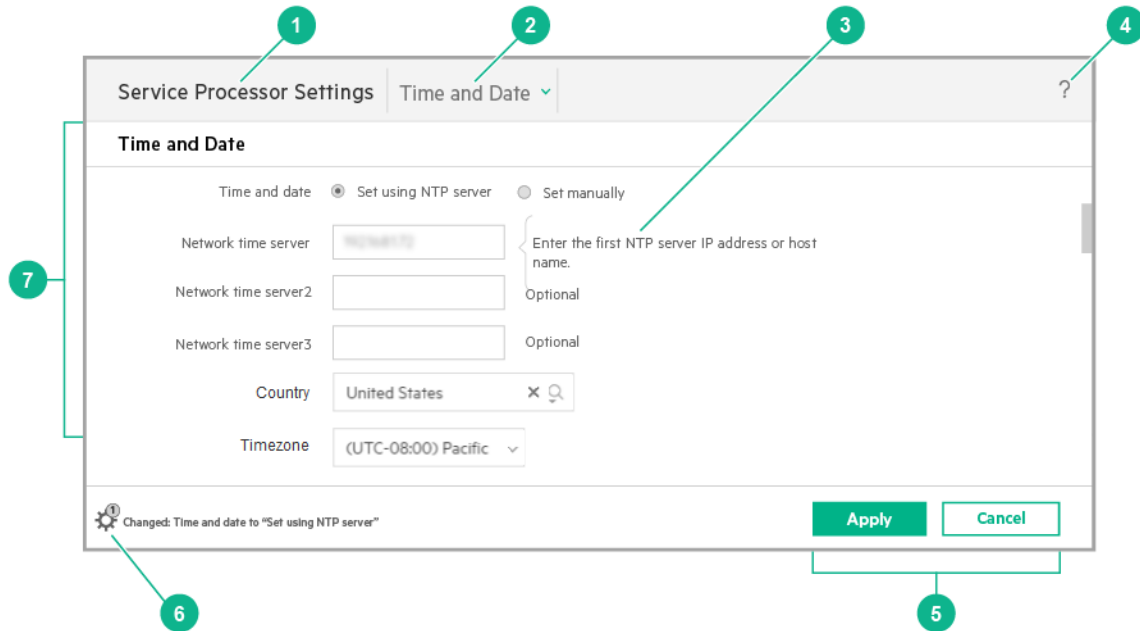 1
2
3
4
Service Processor Settings
Time and Date
?
Time and Date
Time and date
Set using NTP server
Set manually
Network time server
Enter the first NTP server IP address or host
name.
7
Network time server2
Optional
Network time server3
Optional
Country
United States
Timezone
(UTC-08:00) Pacific
1
Changed: Time and date to “Set using NTP server”
Apply
Cancel
6
5